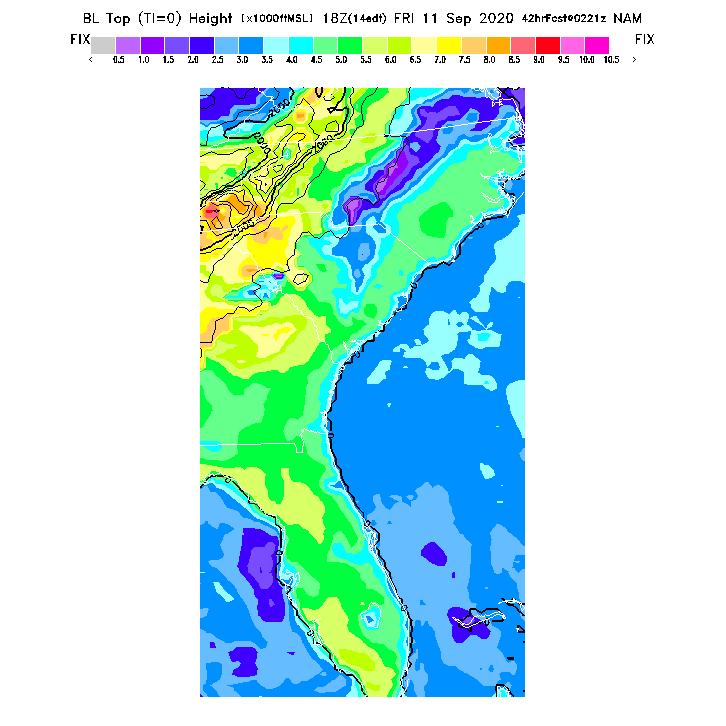 BL Top (TI=0) Height [x1000ftMSL] 18Z(14edt) FRI 11 Sep 2020 42hrFcst@0221z NAM
FIX FIX
< 0.5 1.0 1.5 2.0 2.5 3.0 3.5 4.0 4.5 5.0 5.5 6.0 6.5 7.0 7.5 8.0 8.5 9.0 9.5 10.0 10.5 >
2000
2000
2000